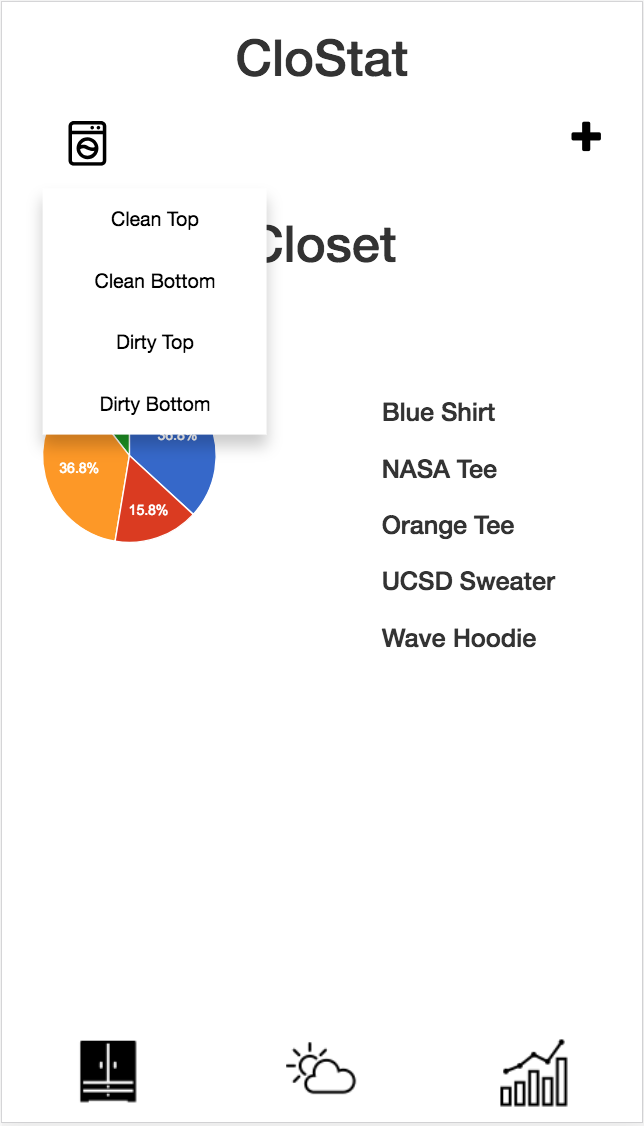 CloStat
Clean Top
Clean Bottom
Dirty Top
Dirty Bottom
Closet
36.8%
36.8%
15.8%
Blue Shirt
NASA Tee
Orange Tee
UCSD Sweater
Wave Hoodie